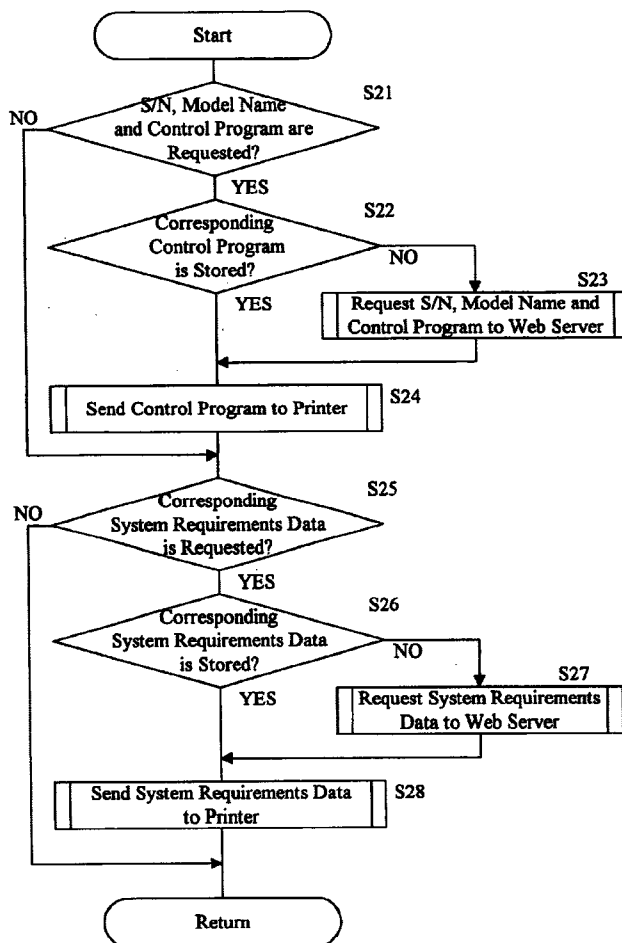 Start
S21
S/N, Model Name
NO
and Control Program are
Requested?
YES
S22
Corresponding
Control Program
is Stored?
NO
YES
S23
Request S/N, Model Name and
Control Program to Web Server
Send Control Program to Printer
S24
S25
Corresponding
NO
System Requirements Data
is Requested?
YES
S26
Corresponding
System Requirements Data
is Stored?
NO
YES
S27
Request System Requirements
Data to Web Server
Send System Requirements Data
to Printer
S28
Return